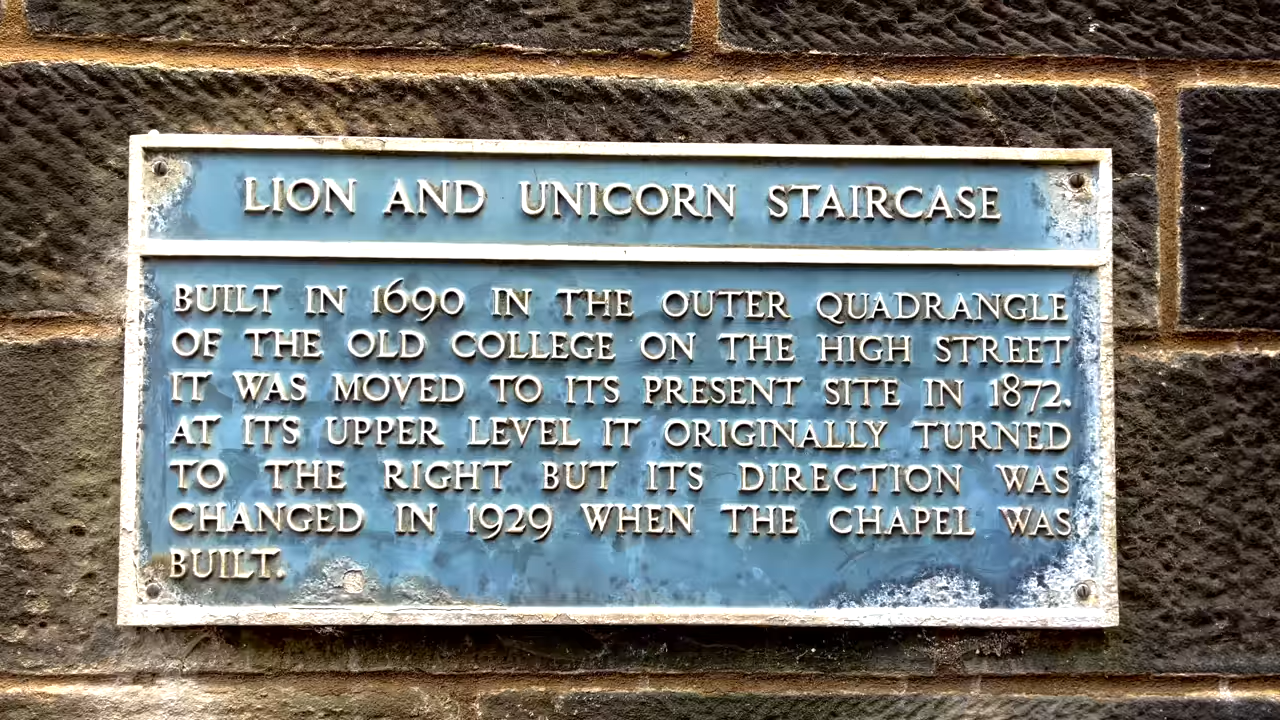 LION AND UNICORN STAIRCASE
BUILT IN 1690 IN THE OUTER QUADRANGLE
OF THE OLD COLLEGE ON THE HIGH STREET
IT WAS MOVED TO ITS PRESENT SITE IN 1872.
AT ITS UPPER LEVEL IT ORIGINALLY TURNED
TO THE RIGHT BUT ITS DIRECTION WAS
CHANGED IN 1929 WHEN THE CHAPEL WAS
BUILT.